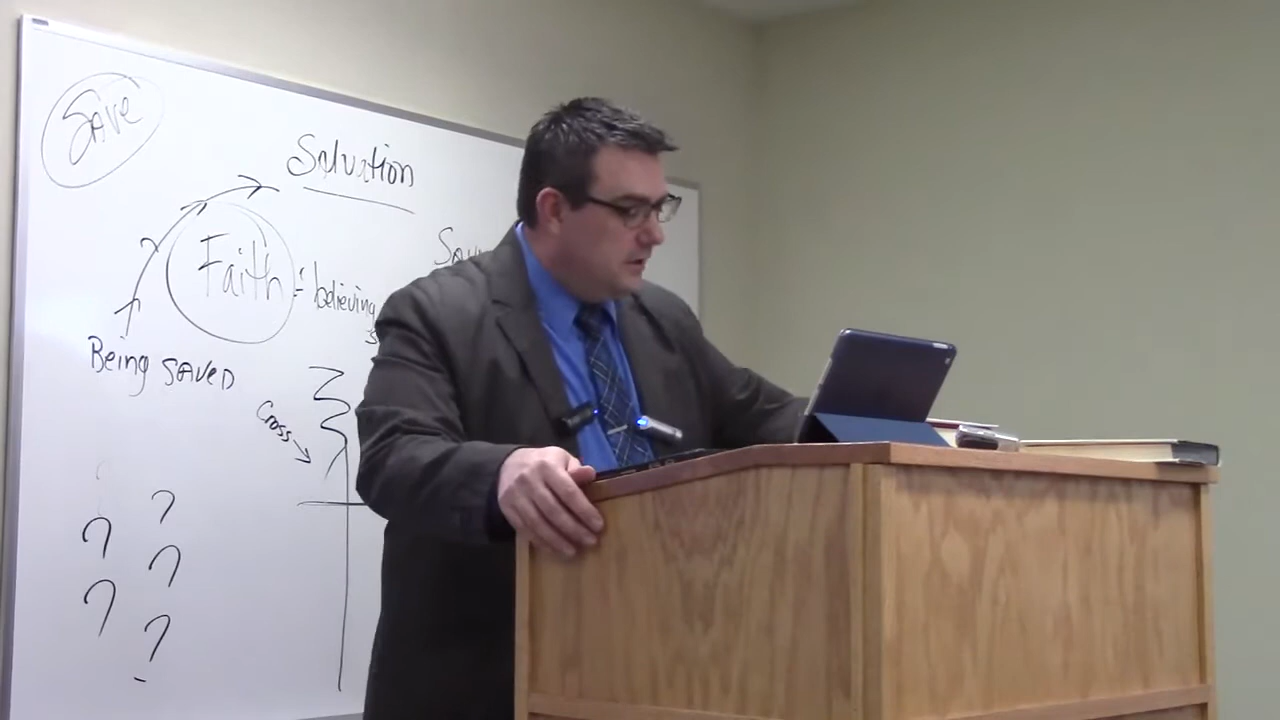 Save
Salvation
Faith : believing
Being SAVED
Cross
? ?
? ?
? ?